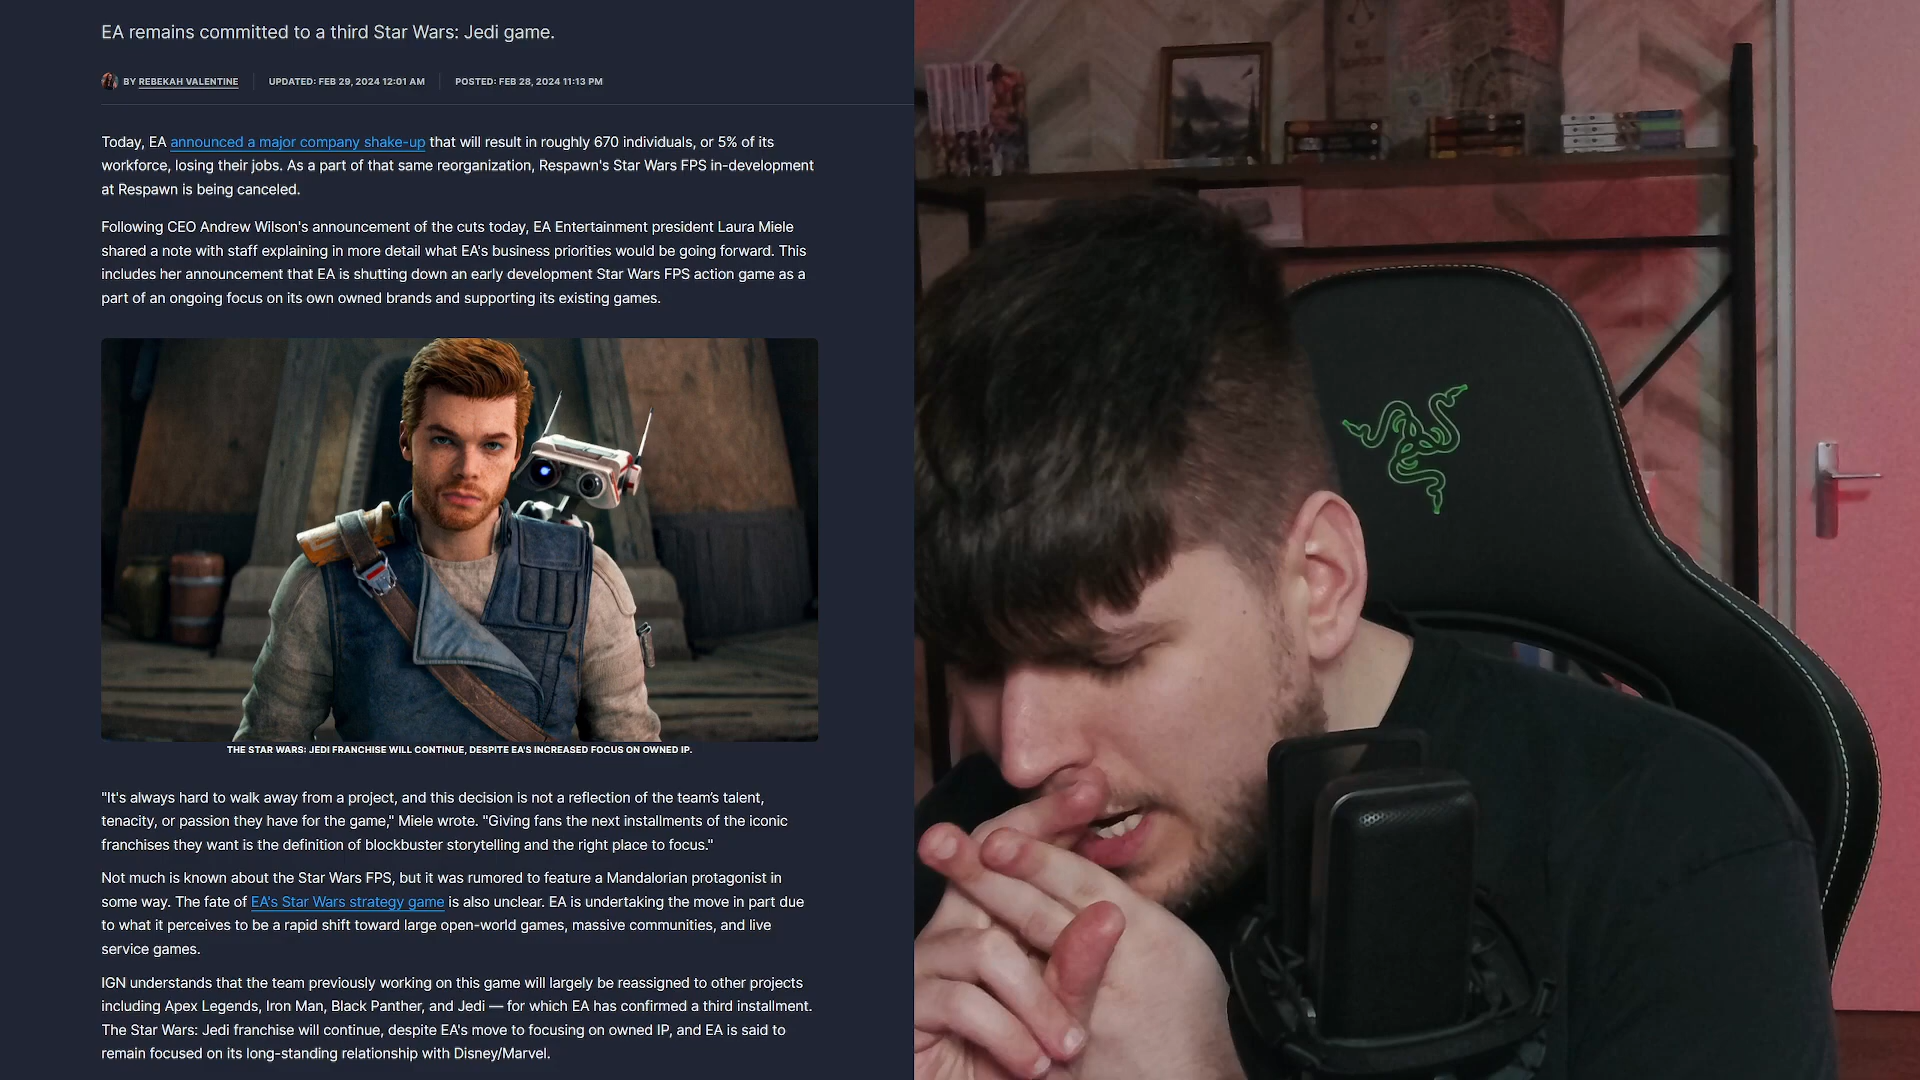 EA remains committed to a third Star Wars: Jedi game.
BY REBEKAH VALENTINE UPDATED: FEB 29, 2024 12:01 AM POSTED: FEB 28, 2024 11:13 PM
Today, EA announced a major company shake-up that will result in roughly 670 individuals, or 5% of its
workforce, losing their jobs. As a part of that same reorganization, Respawn's Star Wars FPS in-development
at Respawn is being canceled.
Following CEO Andrew Wilson's announcement of the cuts today, EA Entertainment president Laura Miele
shared a note with staff explaining in more detail what EA's business priorities would be going forward. This
includes her announcement that EA is shutting down an early development Star Wars FPS action game as a
part of an ongoing focus on its own owned brands and supporting its existing games.
THE STAR WARS: JEDI FRANCHISE WILL CONTINUE, DESPITE EA'S INCREASED FOCUS ON OWNED IP.
"It's always hard to walk away from a project, and this decision is not a reflection of the team's talent,
tenacity, or passion they have for the game," Miele wrote. "Giving fans the next installments of the iconic
franchises they want is the definition of blockbuster storytelling and the right place to focus."
Not much is known about the Star Wars FPS, but it was rumored to feature a Mandalorian protagonist in
some way. The fate of EA's Star Wars strategy game is also unclear. EA is undertaking the move in part due
to what it perceives to be a rapid shift toward large open-world games, massive communities, and live
service games.
IGN understands that the team previously working on this game will largely be reassigned to other projects
including Apex Legends, Iron Man, Black Panther, and Jedi — for which EA has confirmed a third installment.
The Star Wars: Jedi franchise will continue, despite EA's move to focusing on owned IP, and EA is said to
remain focused on its long-standing relationship with Disney/Marvel.